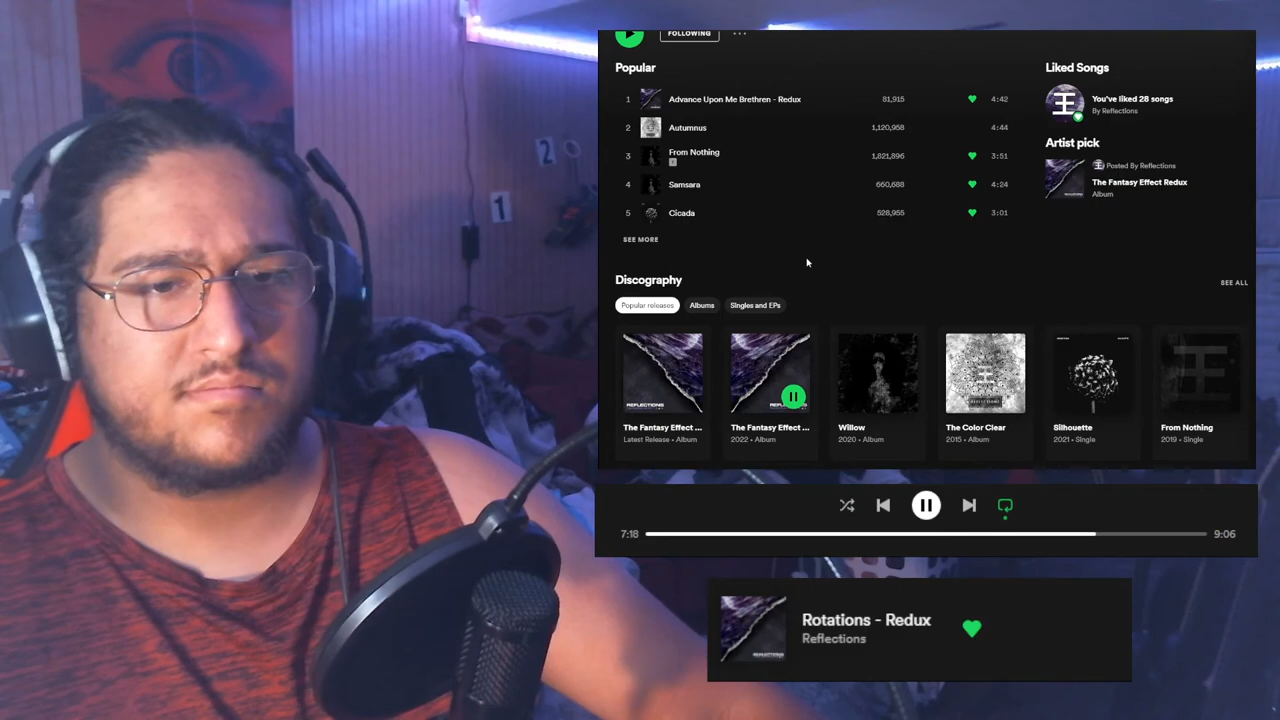 FOLLOWING
Popular
1 Advance Upon Me Brethren - Redux 81,915 4:42
2 Autumnus 1,120,958 4:44
3 From Nothing 1,821,896 3:51
E
4 Samsara 660,688 4:24
5 Cicada 528,955 3:01
SEE MORE
Liked Songs
You've liked 28 songs
By Reflections
Artist pick
Posted By Reflections
The Fantasy Effect Redux
Album
Discography
SEE ALL
Popular releases Albums Singles and EPs
The Fantasy Effect ...
Latest Release • Album
The Fantasy Effect ...
2022 • Album
Willow
2020 • Album
The Color Clear
2015 • Album
Silhouette
2021 • Single
From Nothing
2019 • Single
7:18 9:06
REFLECTIONS
Rotations - Redux
Reflections
2
1